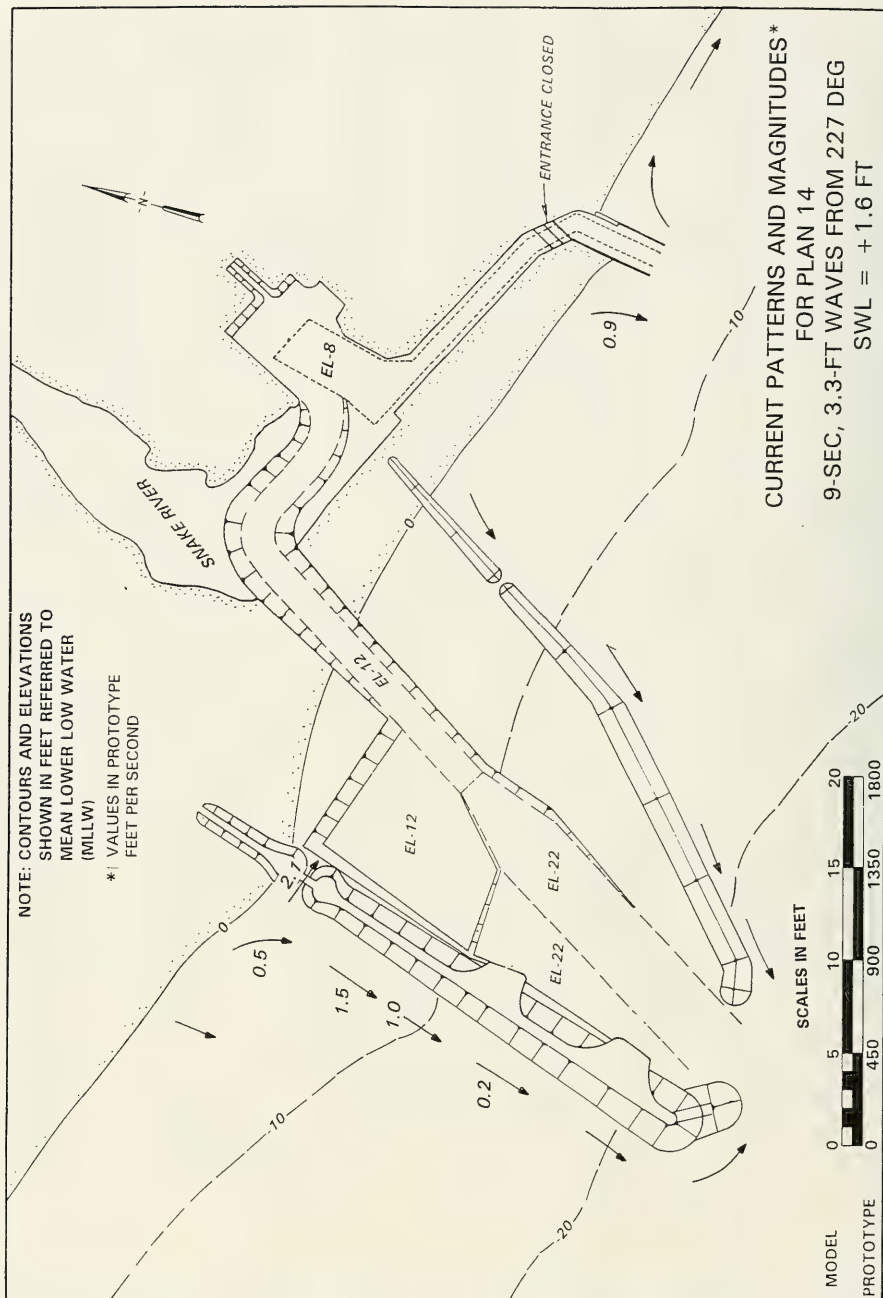 NOTE: CONTOURS AND ELEVATIONS
SHOWN IN FEET REFERRED TO
MEAN LOWER LOW WATER
(MLLW)
* VALUES IN PROTOTYPE
FEET PER SECOND
-N-
SNAKE RIVER
ENTRANCE CLOSED
EL-8
EL-12
EL-12
EL-22
EL-22
0
0
-10
-10
-20
-20
2.1
0.5
1.5
1.0
0.2
0.9
SCALES IN FEET
MODEL
0 5 10 15 20
PROTOTYPE
0 450 900 1350 1800
CURRENT PATTERNS AND MAGNITUDES*
FOR PLAN 14
9-SEC, 3.3-FT WAVES FROM 227 DEG
SWL = +1.6 FT